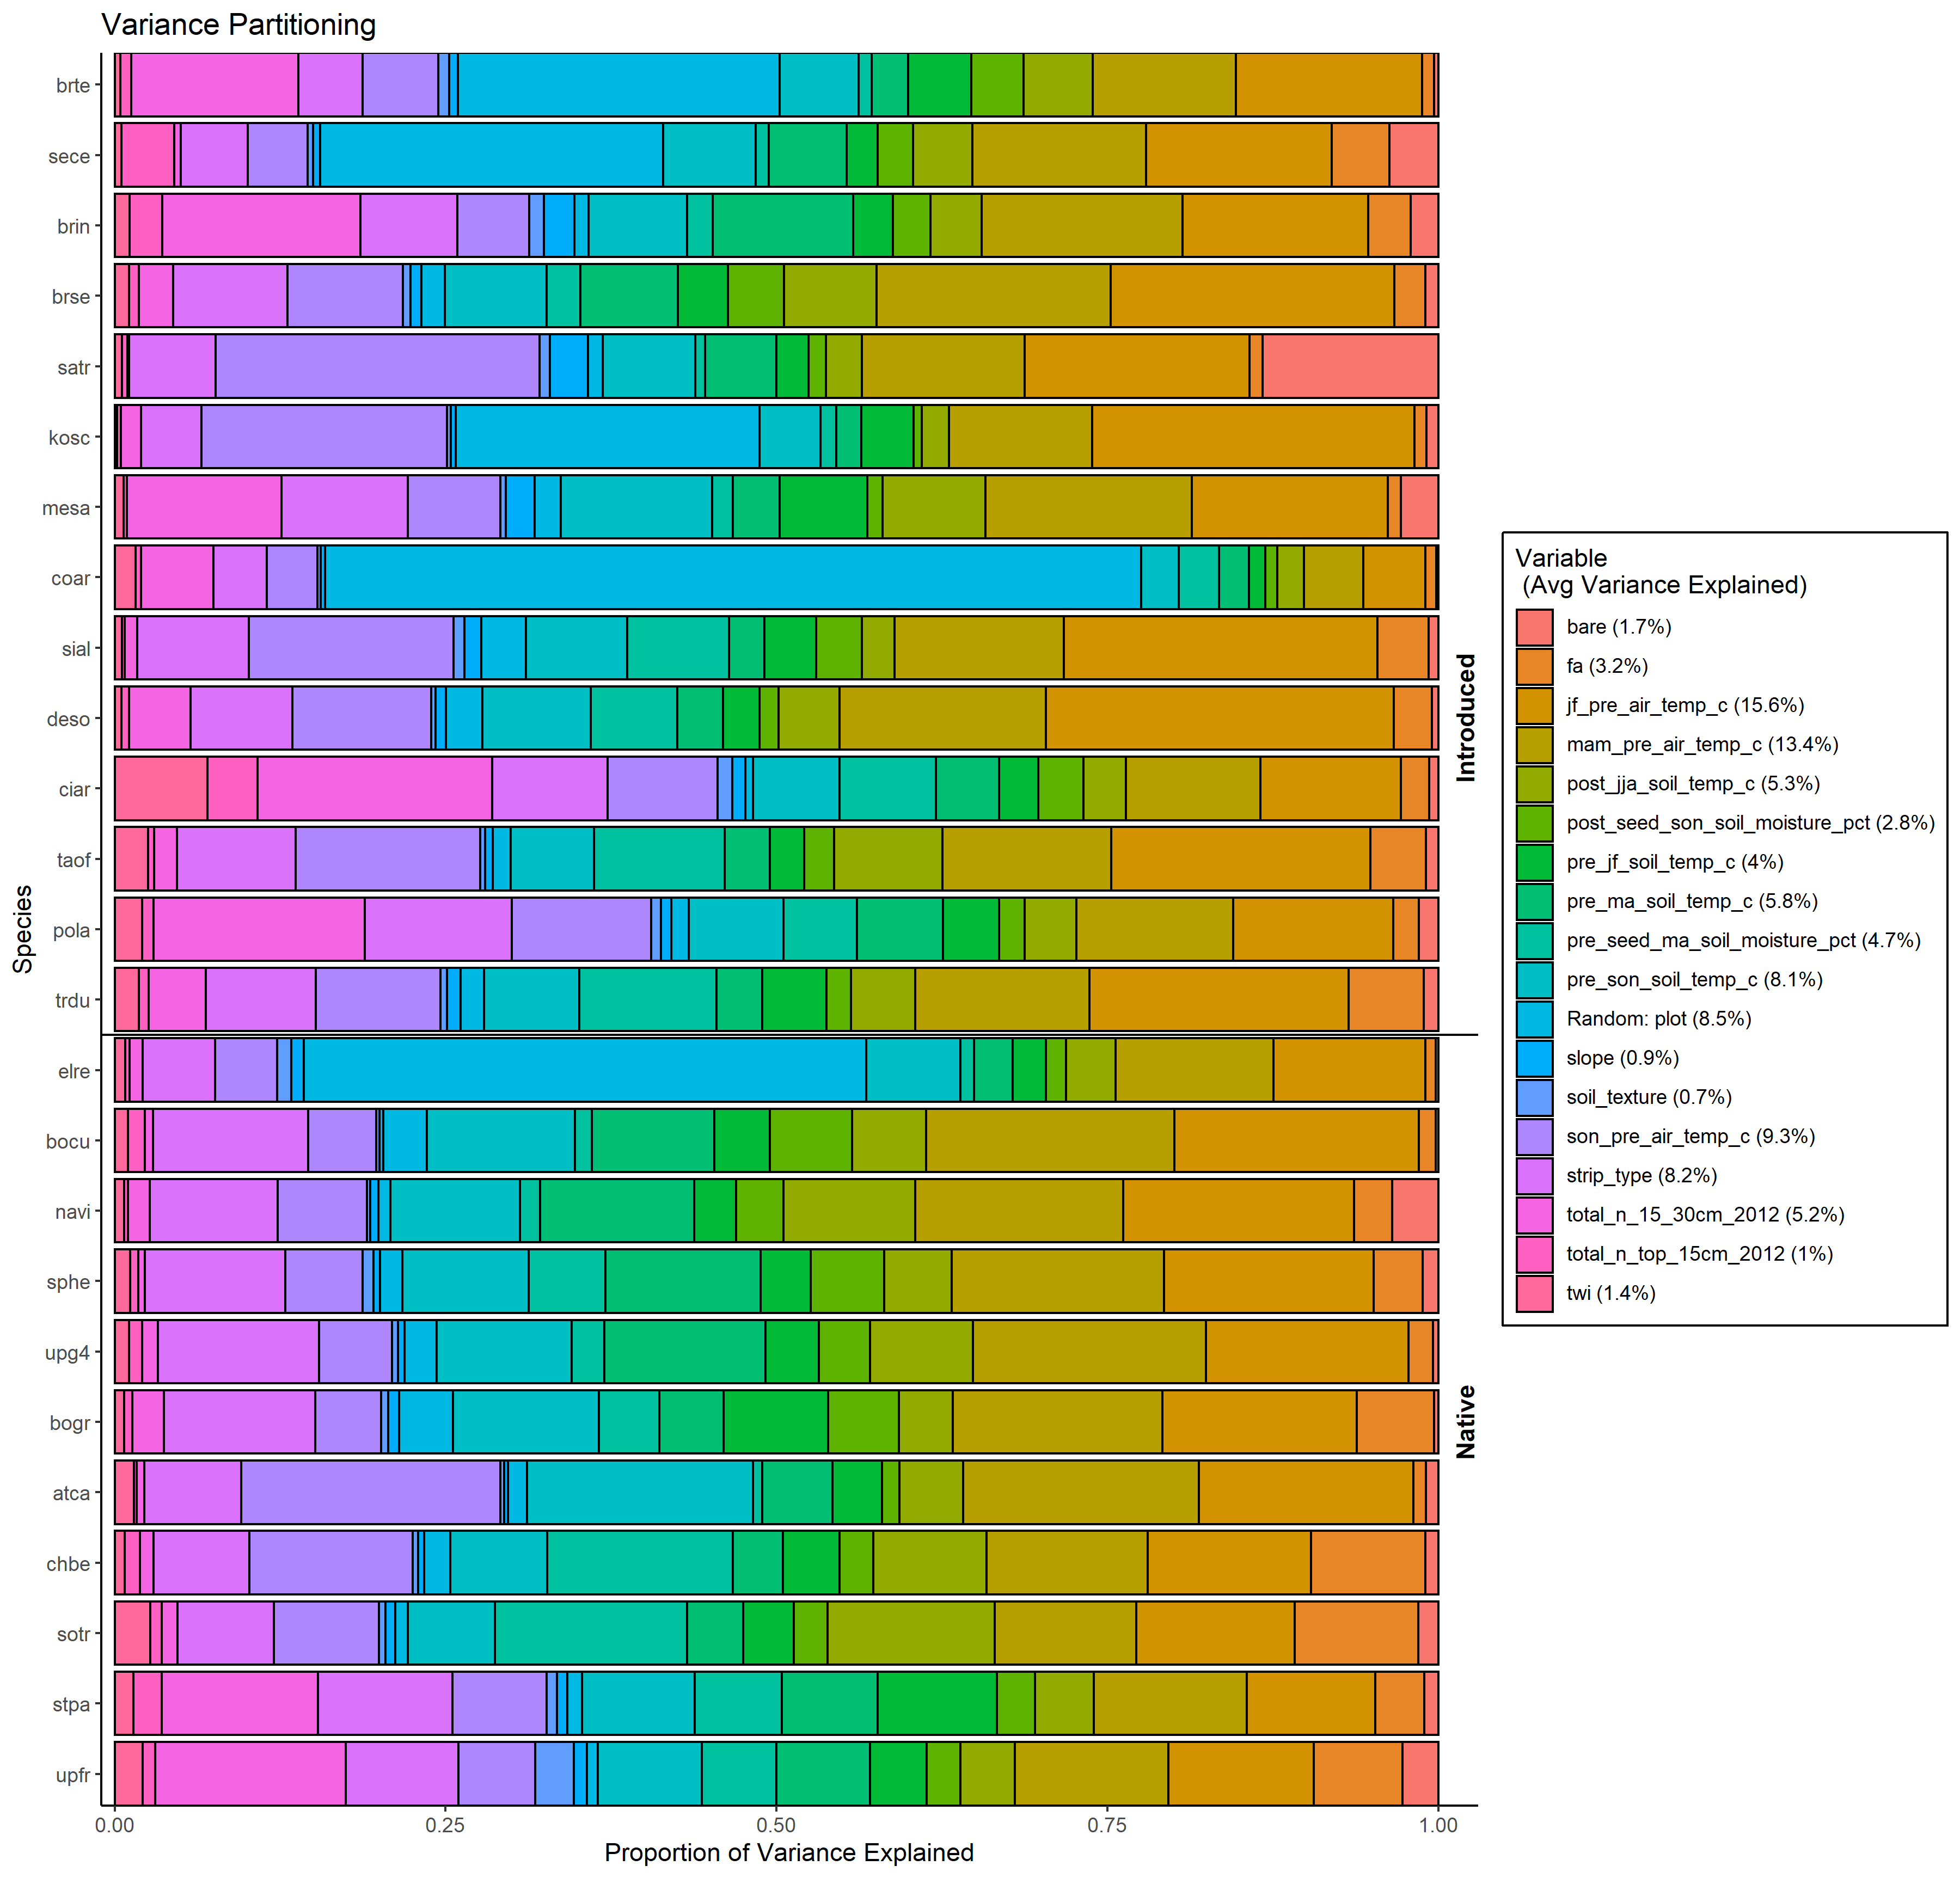 Variance Partitioning
brte
sece
brin
brse
satr
kosc
mesa
coar
sial
deso
ciar
taof
pola
trdu
elre
bocu
navi
sphe
upg4
bogr
atca
chbe
sotr
stpa
upfr
Species
0.00 0.25 0.50 0.75 1.00
Proportion of Variance Explained
Introduced
Native
Variable
(Avg Variance Explained)
bare (1.7%)
fa (3.2%)
jf_pre_air_temp_c (15.6%)
mam_pre_air_temp_c (13.4%)
post_jja_soil_temp_c (5.3%)
post_seed_son_soil_moisture_pct (2.8%)
pre_jf_soil_temp_c (4%)
pre_ma_soil_temp_c (5.8%)
pre_seed_ma_soil_moisture_pct (4.7%)
pre_son_soil_temp_c (8.1%)
Random: plot (8.5%)
slope (0.9%)
soil_texture (0.7%)
son_pre_air_temp_c (9.3%)
strip_type (8.2%)
total_n_15_30cm_2012 (5.2%)
total_n_top_15cm_2012 (1%)
twi (1.4%)